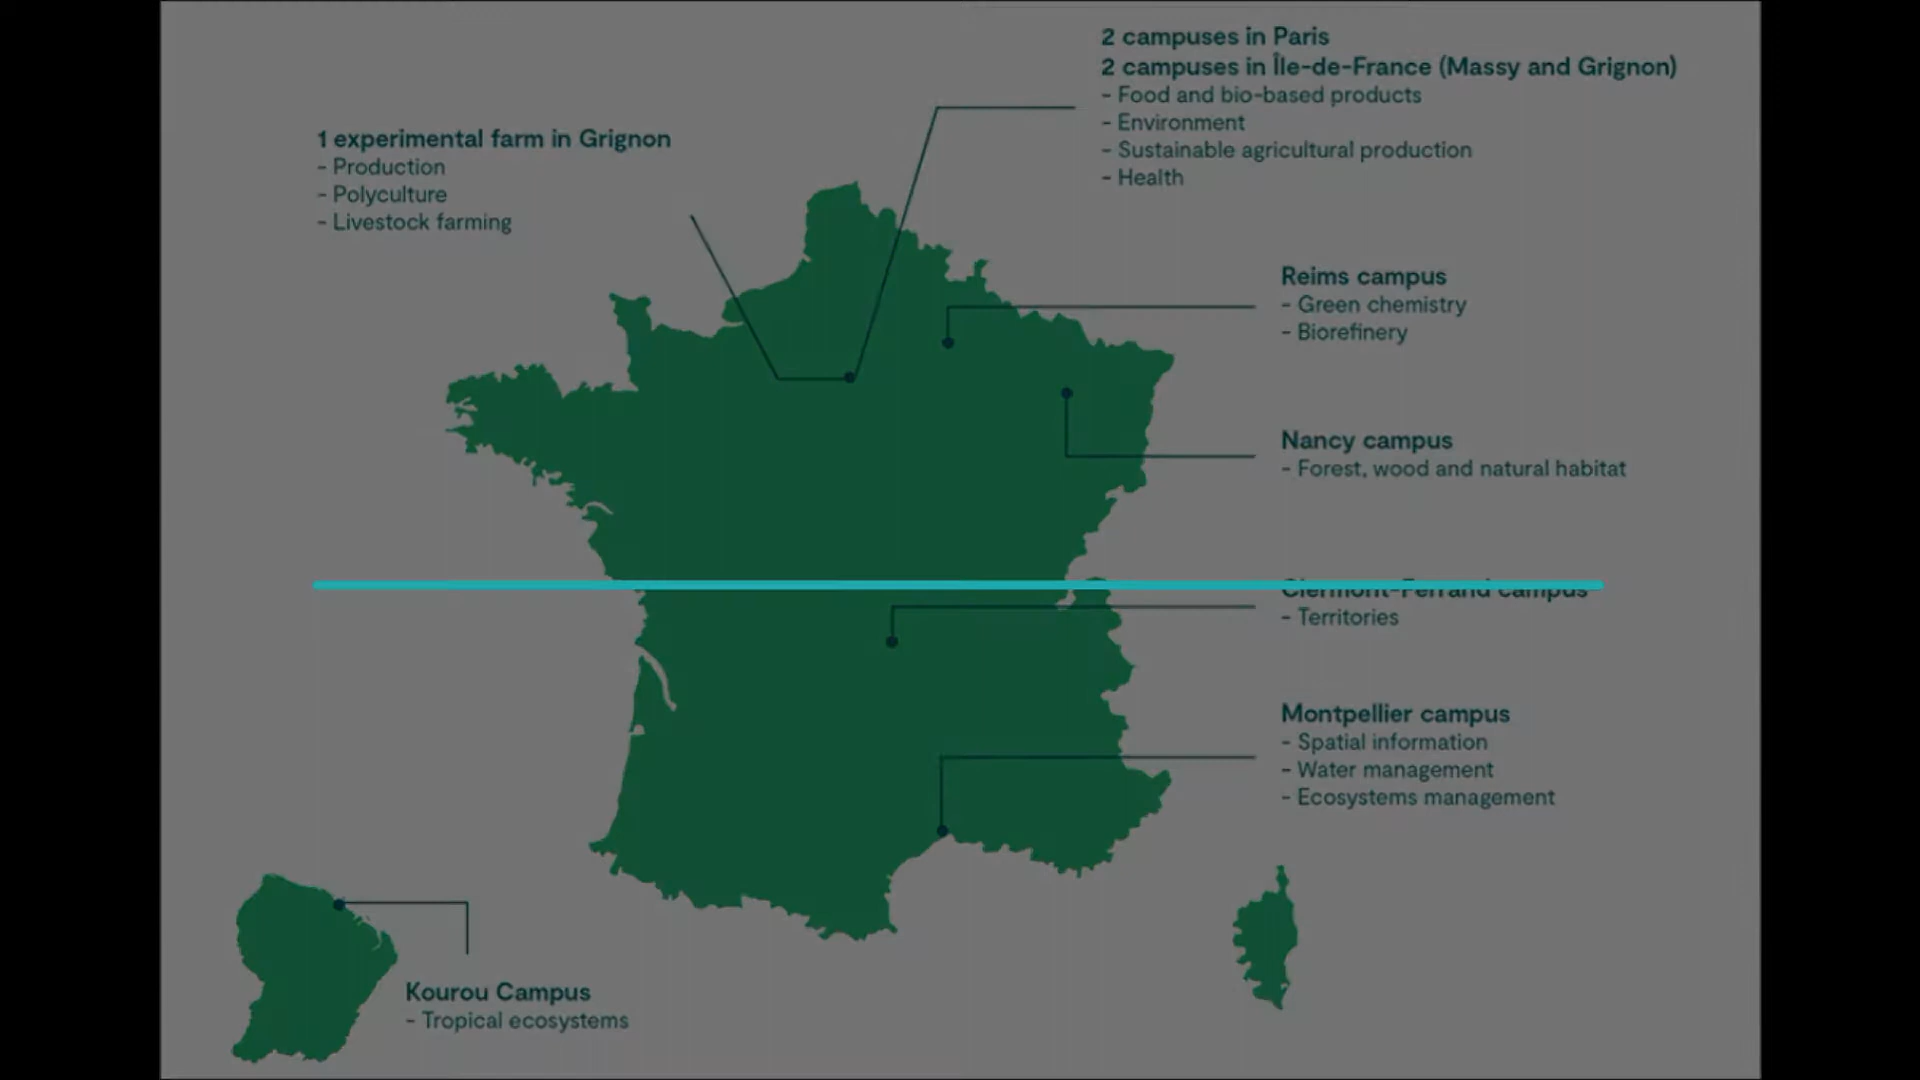 2 campuses in Paris
2 campuses in Île-de-France (Massy and Grignon)
- Food and bio-based products
- Environment
- Sustainable agricultural production
- Health
1 experimental farm in Grignon
- Production
- Polyculture
- Livestock farming
Reims campus
- Green chemistry
- Biorefinery
Nancy campus
- Forest, wood and natural habitat
Clermont-Ferrand campus
- Territories
Montpellier campus
- Spatial information
- Water management
- Ecosystems management
Kourou Campus
- Tropical ecosystems